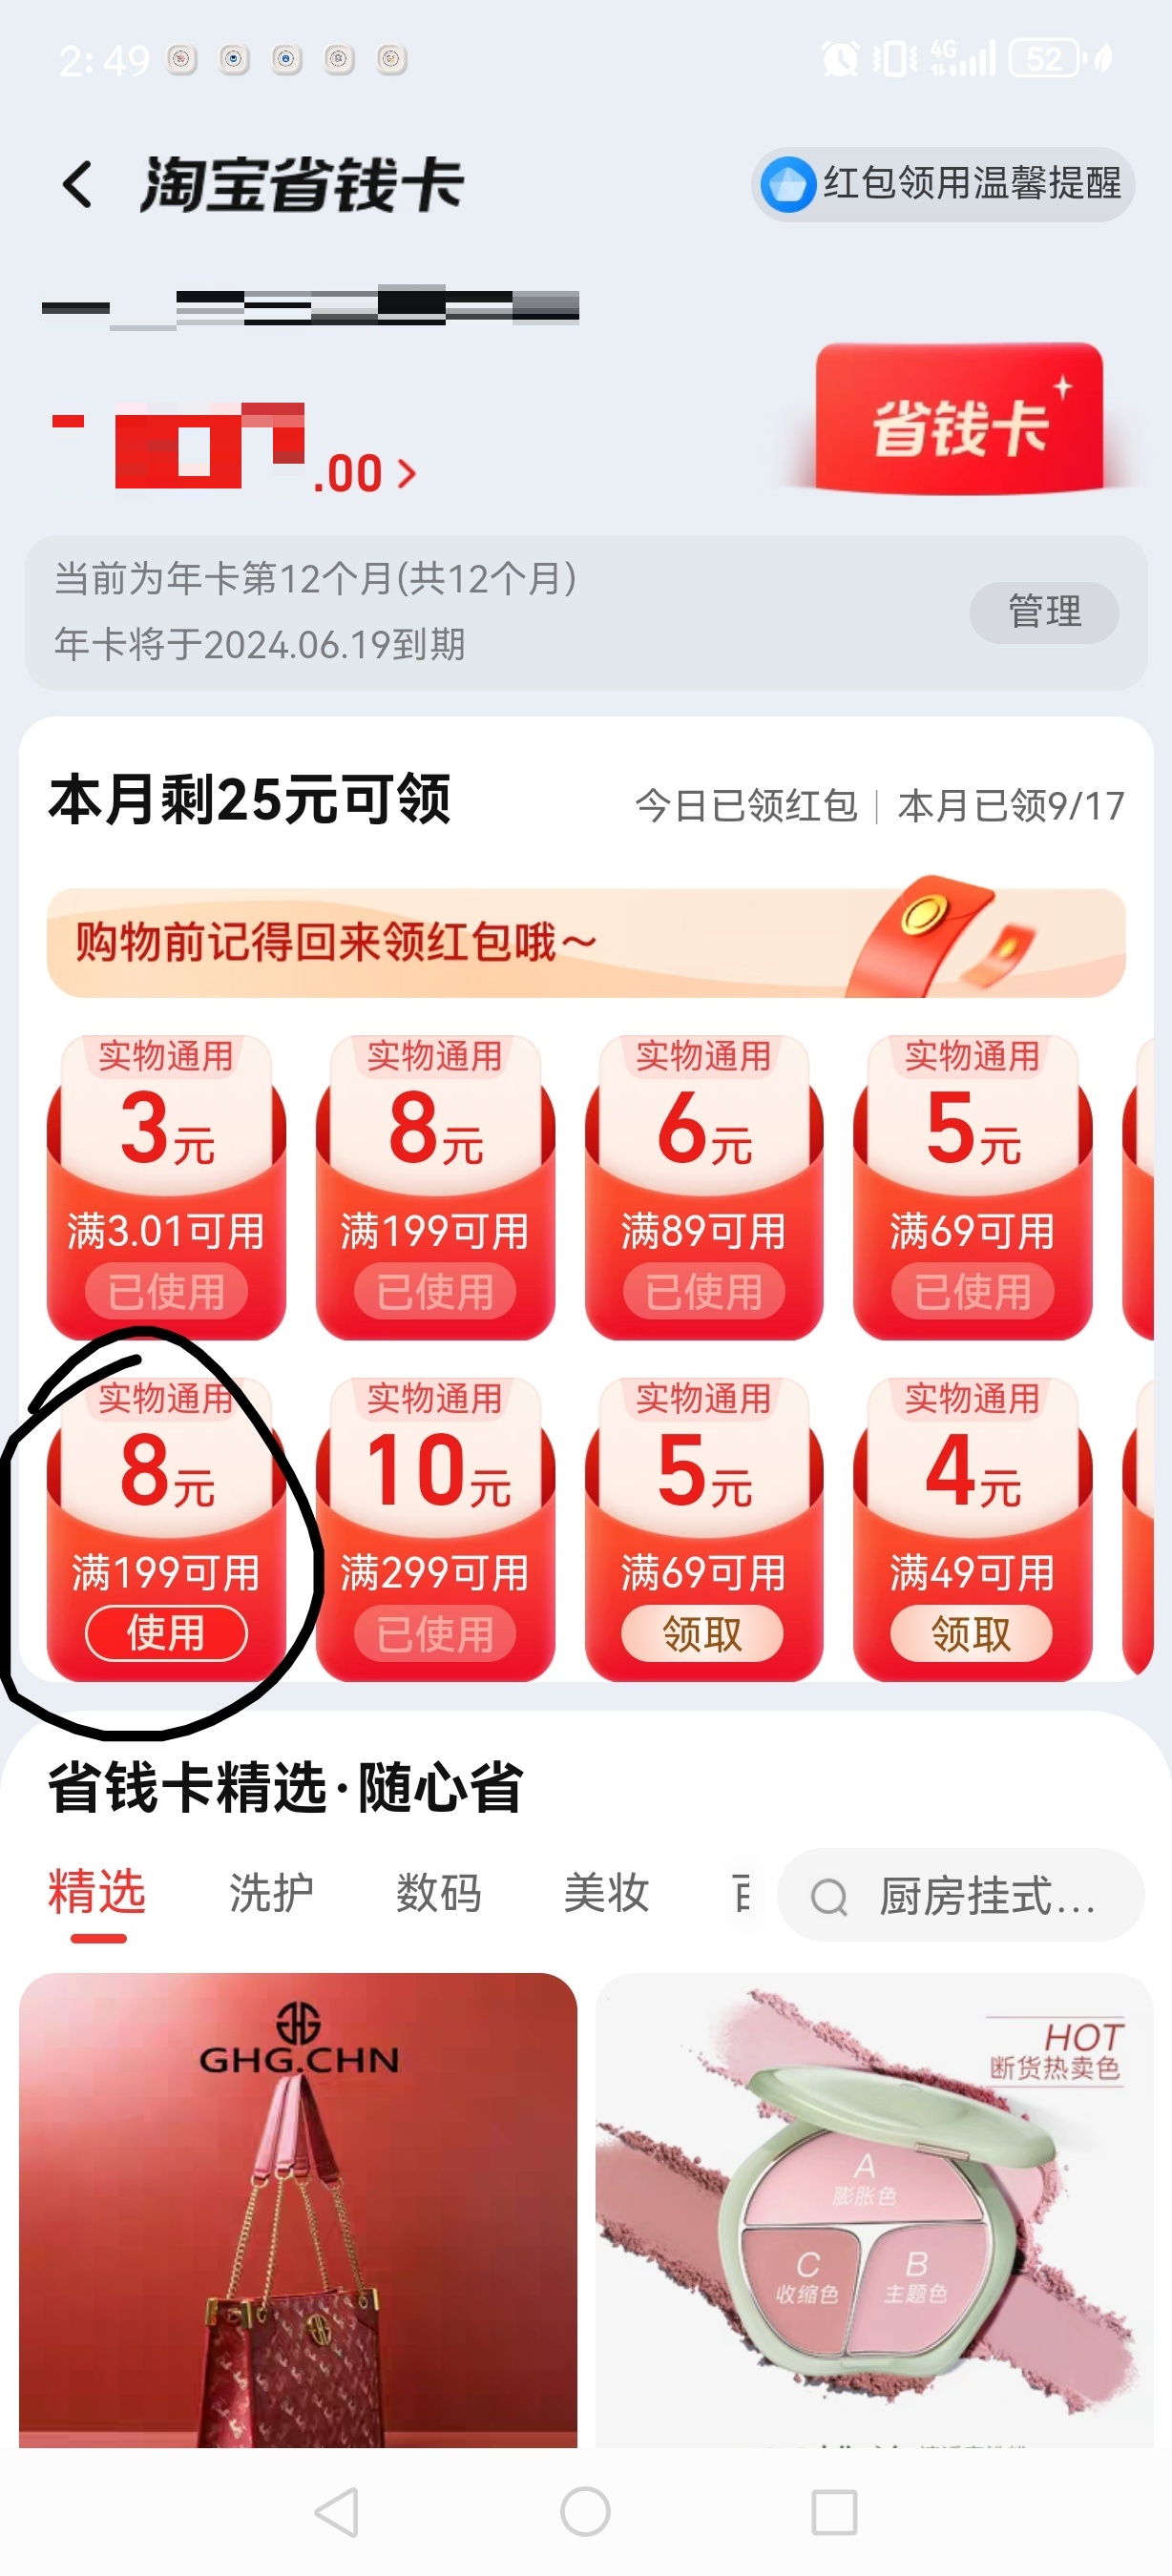 2:49
4G
52
淘宝省钱卡
红包领用温馨提醒
.00
省钱卡
当前为年卡第12个月(共12个月)
年卡将于2024.06.19到期
管理
本月剩25元可领
今日已领红包
本月已领9/17
购物前记得回来领红包哦～
实物通用 实物通用 实物通用 实物通用
3元 8元 6元 5元
满3.01可用 满199可用 满89可用 满69可用
已使用 已使用 已使用 已使用
实物通用 实物通用 实物通用 实物通用
8元 10元 5元 4元
满199可用 满299可用 满69可用 满49可用
使用 已使用 领取 领取
省钱卡精选·随心省
精选 洗护 数码 美妆
厨房挂式...
GHG.CHN
HOT
断货热卖色
A
膨胀色
C
收缩色
B
主题色